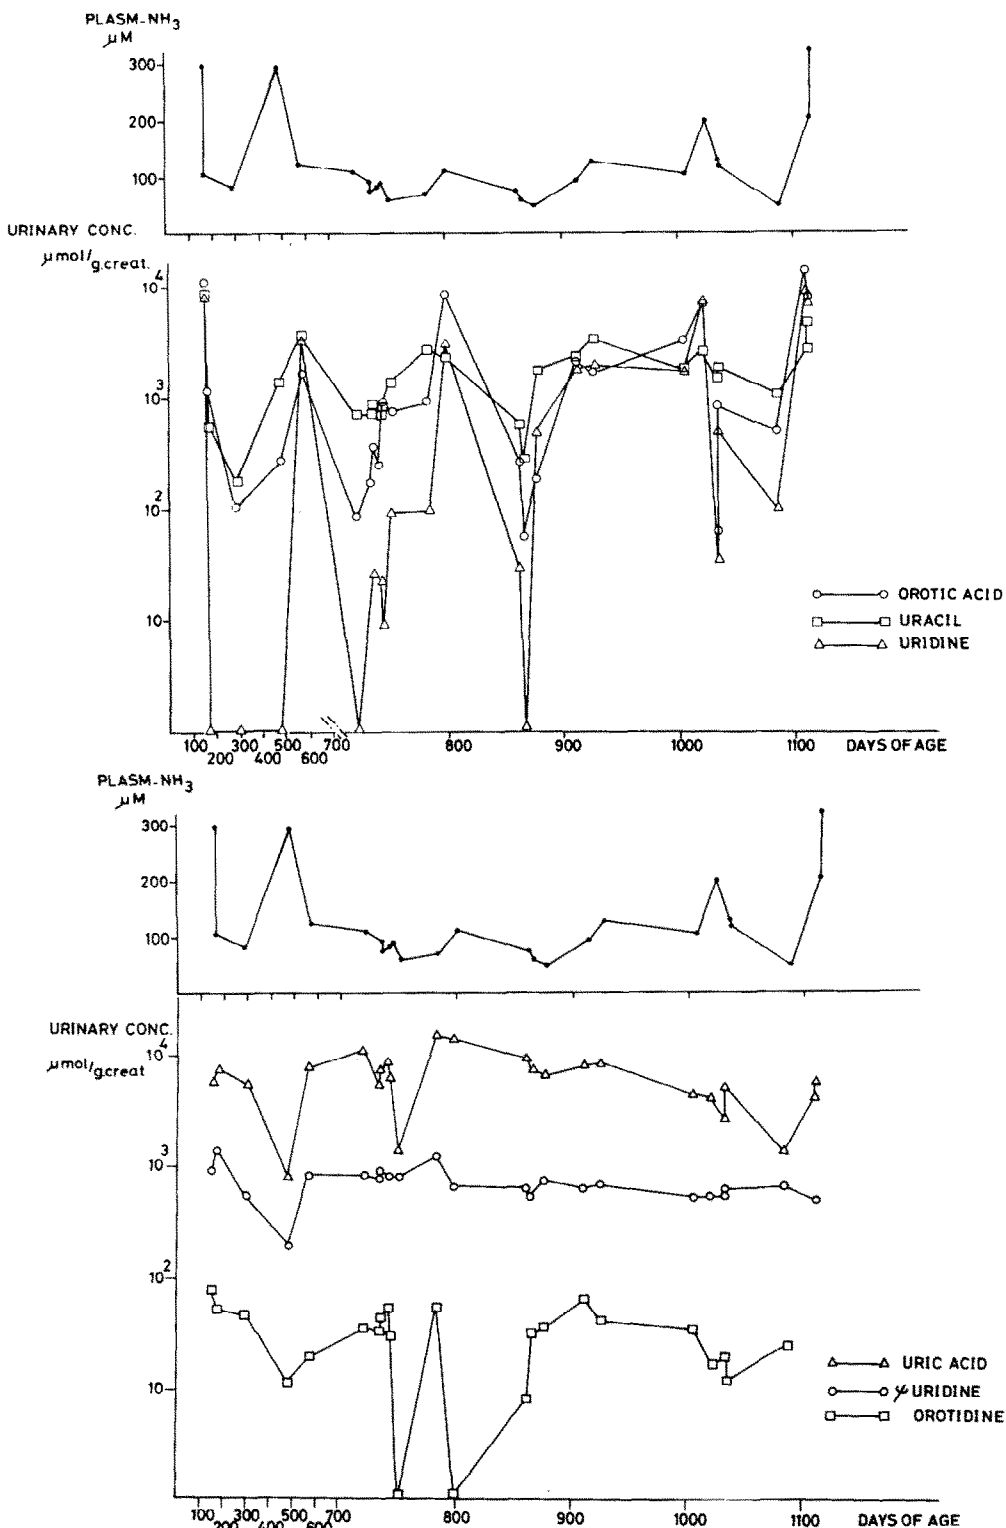 PLASM-NH3
µM
300
200
100
URINARY CONC.
µmol/g.creat.
10^4
10^3
10^2
10
OROTIC ACID
URACIL
URIDINE
100 300 500 700 800 900 1000 1100 DAYS OF AGE
200 400 600
PLASM-NH3
µM
300
200
100
URINARY CONC.
10^4
µmol/g.creat
10^3
10^2
10
URIC ACID
ψ URIDINE
OROTIDINE
100 300 500 700 800 900 1000 1100 DAYS OF AGE
200 400 600